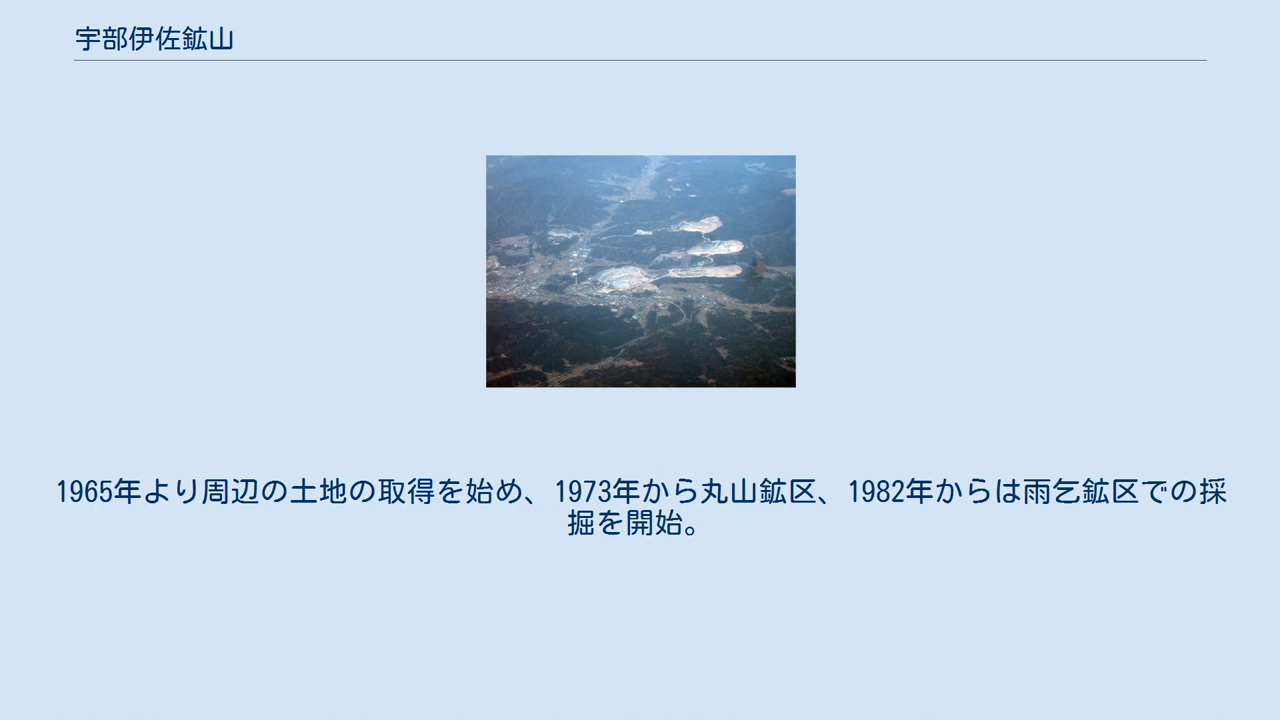 宇部伊佐鉱山
1965年より周辺の土地の取得を始め、1973年から丸山鉱区、1982年からは雨乞鉱区での採
掘を開始。